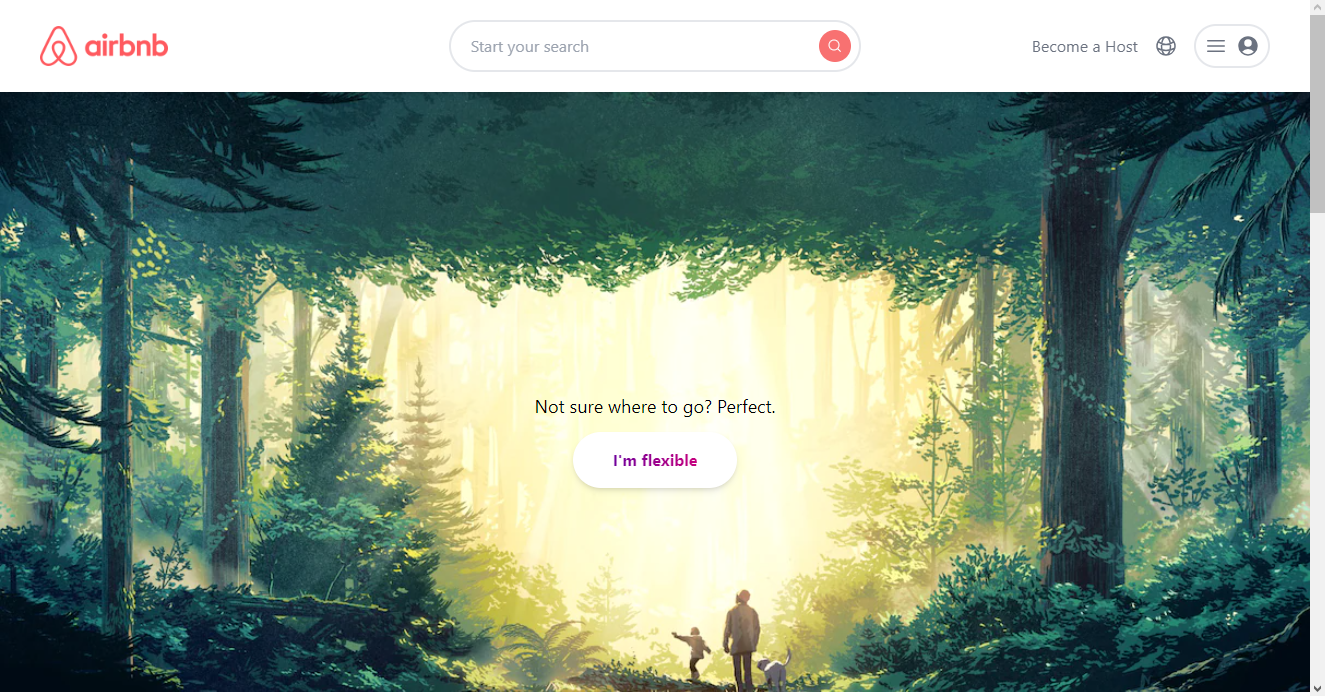 airbnb
Start your search
Become a Host
Not sure where to go? Perfect.
I'm flexible